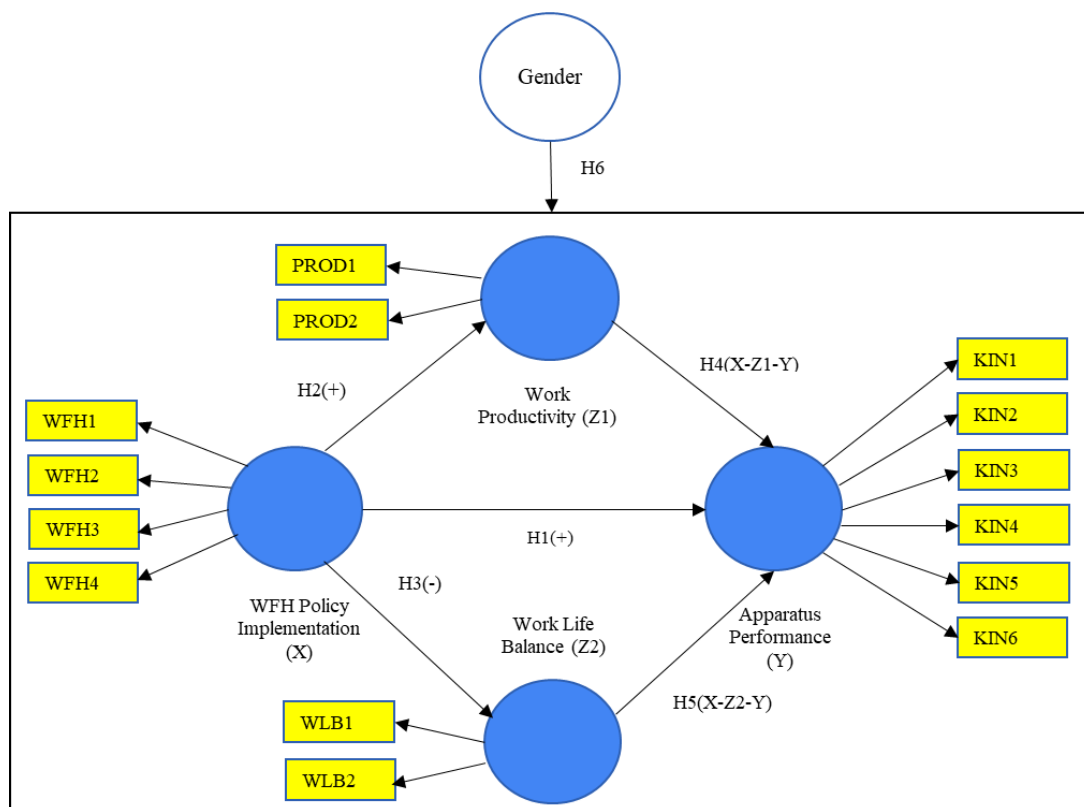 Gender
H6
PROD1
PROD2
H2(+)
Work
Productivity (Z1)
H4(X-Z1-Y)
KIN1
KIN2
KIN3
KIN4
KIN5
KIN6
WFH1
WFH2
WFH3
WFH4
H1(+)
H3(-)
WFH Policy
Implementation
(X)
Work Life
Balance (Z2)
Apparatus
Performance
(Y)
H5(X-Z2-Y)
WLB1
WLB2